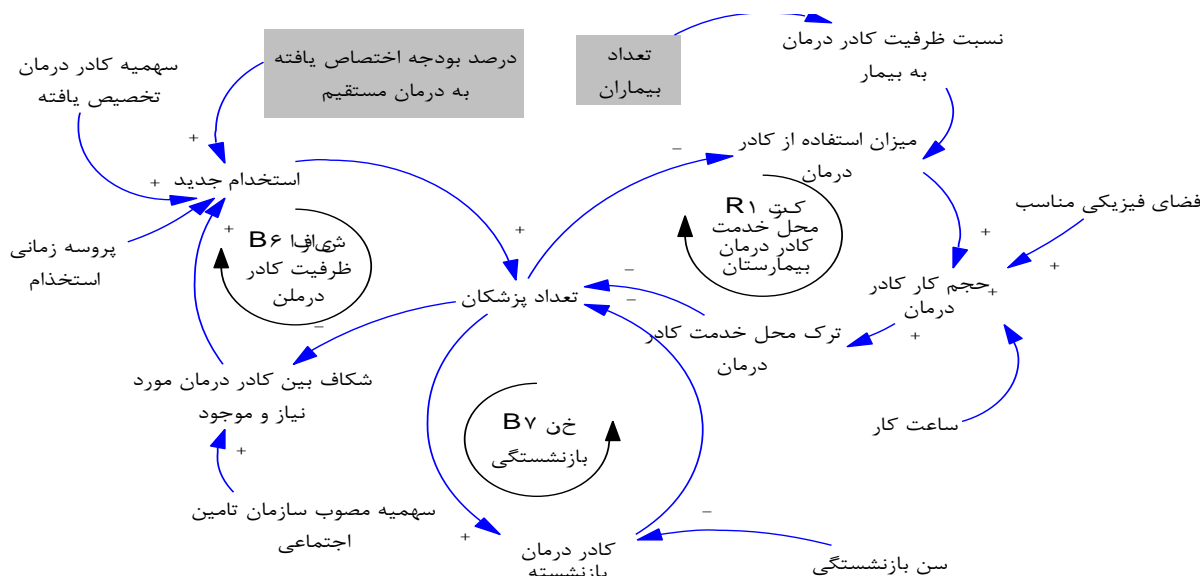 سهمیه کادر درمان
تخصیص یافته
درصد بودجه اختصاص یافته
به درمان مستقیم
تعداد
بیماران
نسبت ظرفیت کادر درمان
به بیمار
میزان استفاده از کادر
درمان
استخدام جدید
پروسه زمانی
استخذام
B۶
ظرفیت کادر
درملن
R۱
محل خدمت
کادر درمان
بیمارستان
فضای فیزیکی مناسب
تعداد پزشکان
حجم کار کادر
درمان
ترک محل خدمت کادر
درمان
شکاف بین کادر درمان مورد
نیاز و موجود
B۷
بازنشستگی
ساعت کار
سهمیه مصوب سازمان تامین
اجتماعی
کادر درمان
بازنشسته
سن بازنشستگی
+
+
+
+
+
+
+
+
+
+
+
−
−
−
−
−